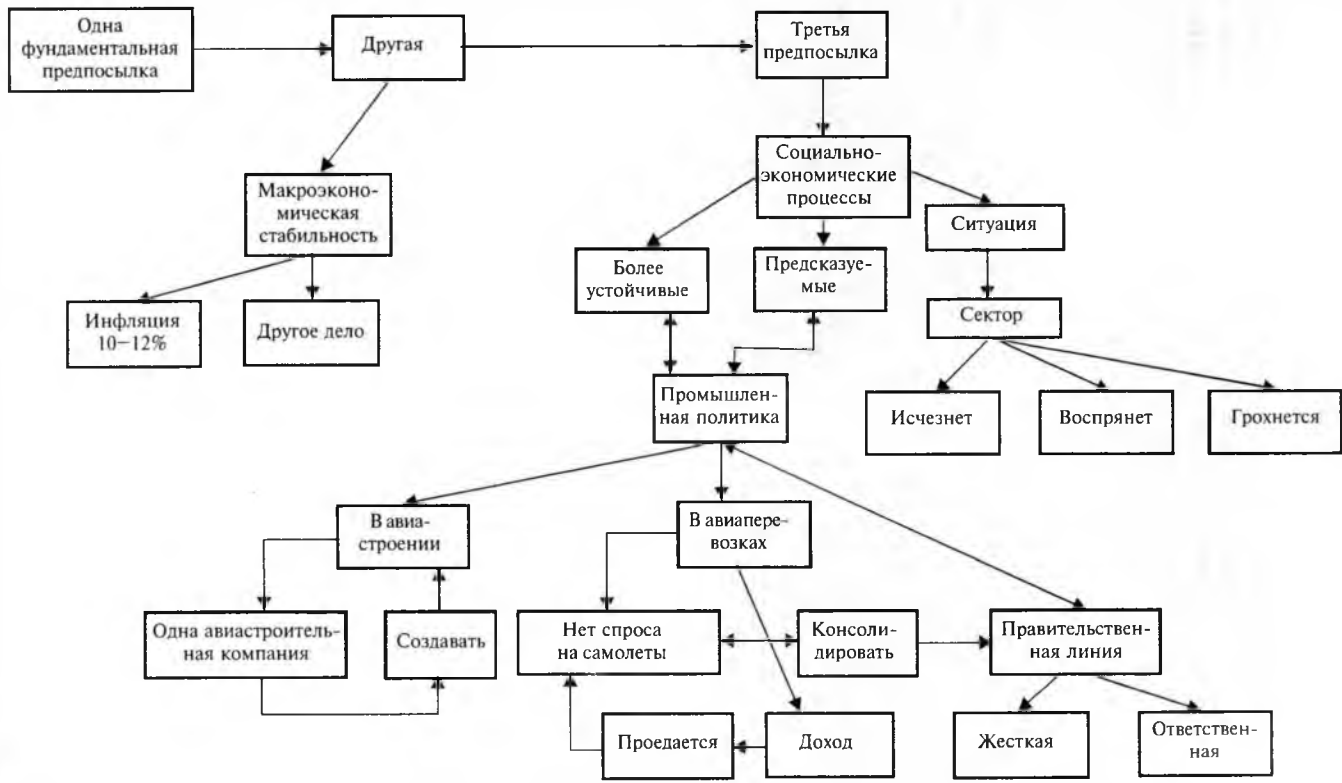 Одна
фундаментальная
предпосылка
Другая
Третья
предпосылка
Макроэконо-
мическая
стабильность
Социально-
экономические
процессы
Ситуация
Более
устойчивые
Предсказуе-
мые
Инфляция
10−12%
Другое дело
Сектор
Промышлен-
ная политика
Исчезнет
Воспрянет
Грохнется
В авиа-
строении
В авиапере-
возках
Одна авиастроитель-
ная компания
Создавать
Нет спроса
на самолеты
Консоли-
дировать
Правительствен-
ная линия
Проедается
Доход
Жесткая
Ответствен-
ная